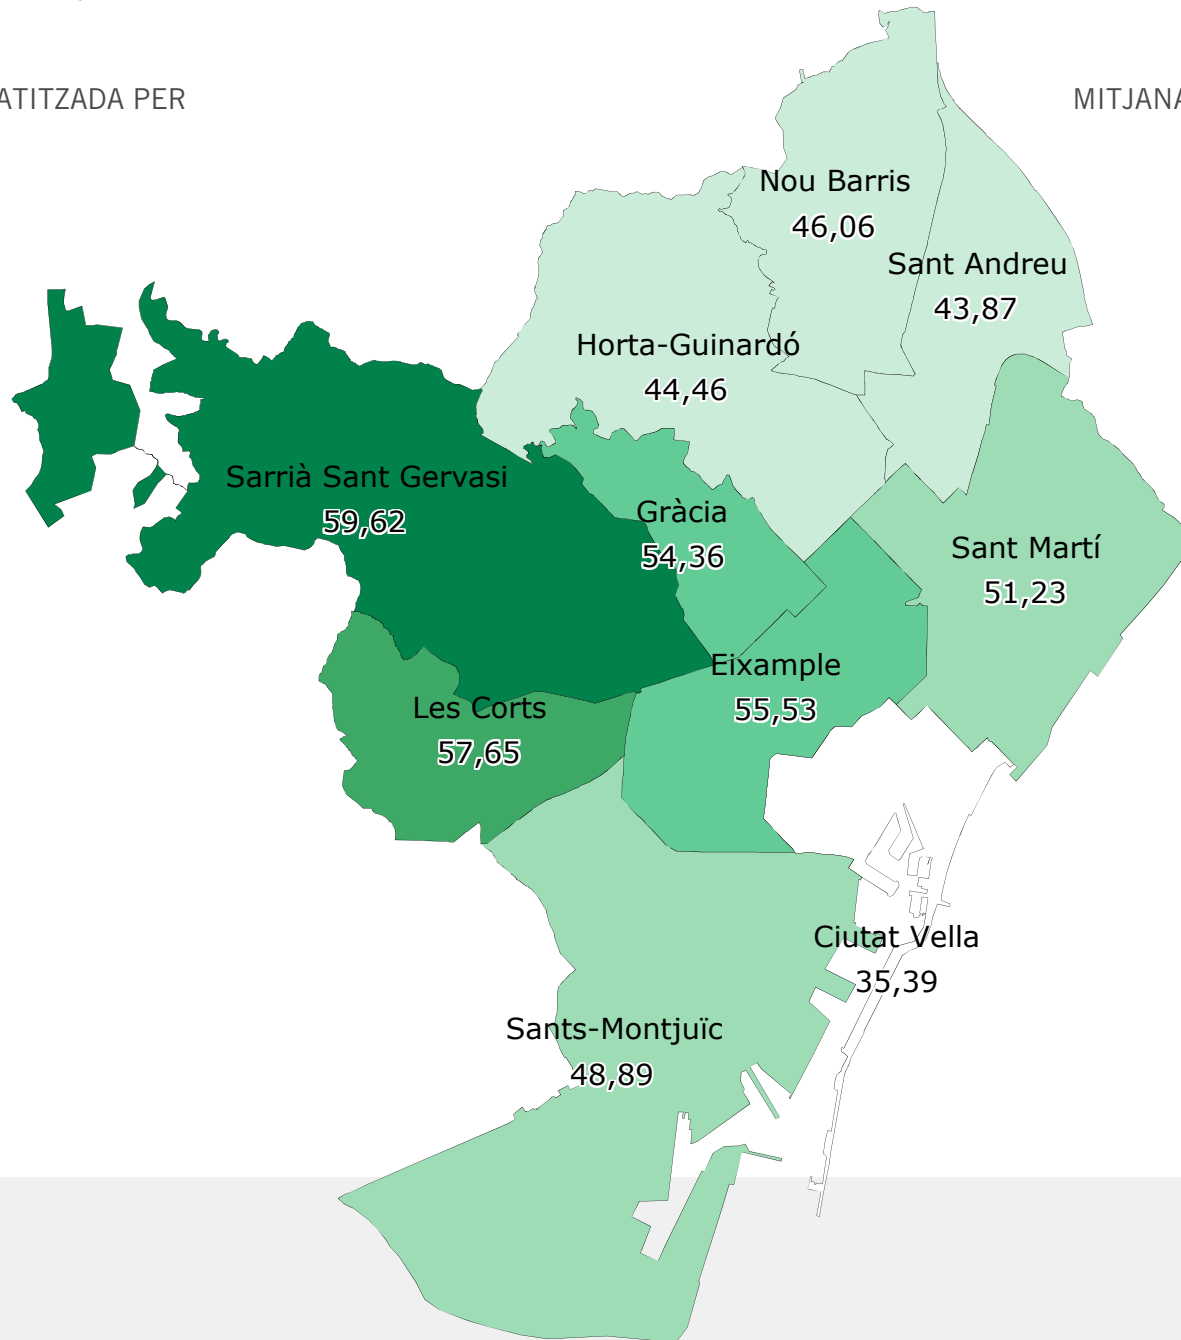 ATITZADA PER
MITJANA
Nou Barris
46,06
Sant Andreu
43,87
Horta-Guinardó
44,46
Sarrià Sant Gervasi
59,62
Gràcia
54,36
Sant Martí
51,23
Eixample
55,53
Les Corts
57,65
Ciutat Vella
35,39
Sants-Montjuïc
48,89